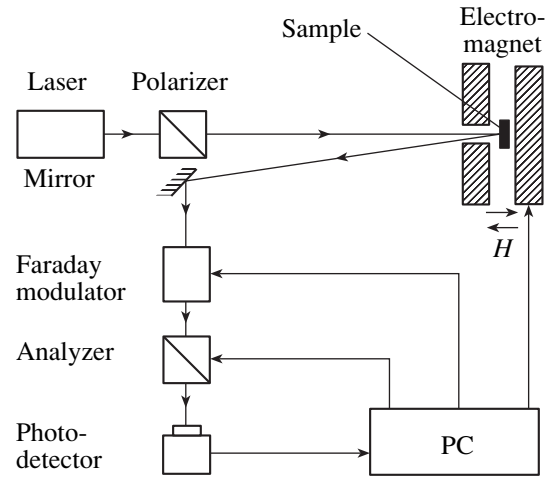 Electro-
magnet
Sample
Laser
Polarizer
Mirror
H
Faraday
modulator
Analyzer
Photo-
detector
PC